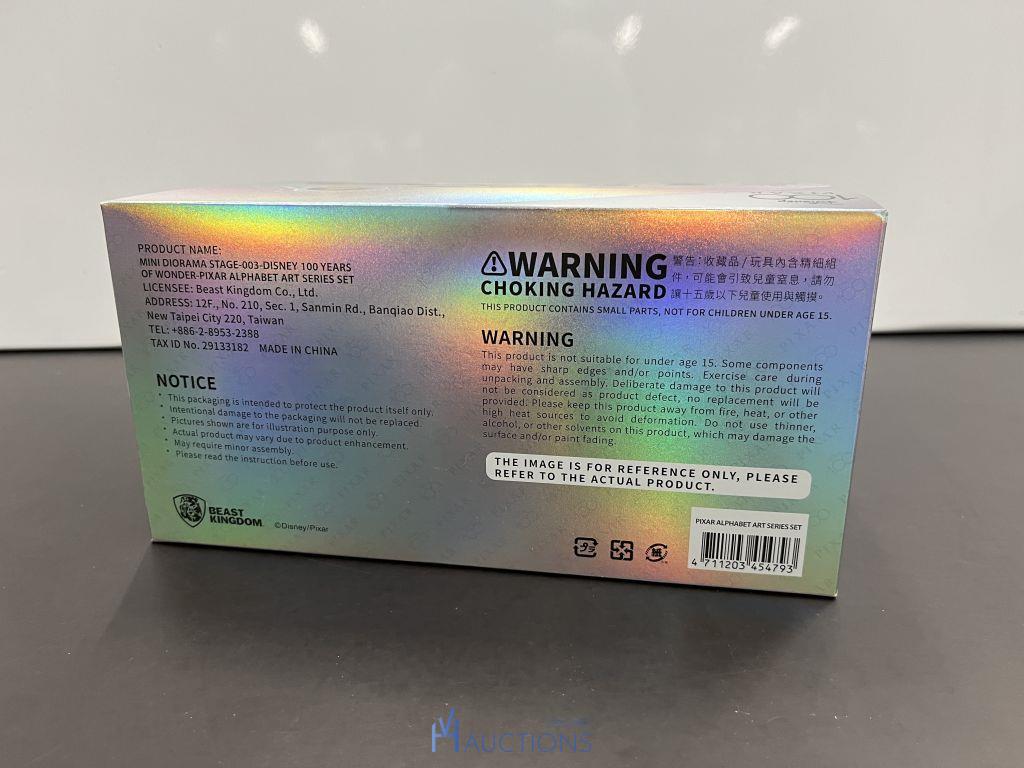 PRODUCT NAME:
MINI DIORAMA STAGE-003-DISNEY 100 YEARS
OF WONDER-PIXAR ALPHABET ART SERIES SET
LICENSEE: Beast Kingdom Co., Ltd.
ADDRESS: 12F., No. 210, Sec. 1, Sanmin Rd., Banqiao Dist.,
New Taipei City 220, Taiwan
TEL: +886-2-8953-2388
TAX ID No. 29133182 MADE IN CHINA
NOTICE
* This packaging is intended to protect the product itself only.
* Intentional damage to the packaging will not be replaced.
* Pictures shown are for illustration purpose only.
* Actual product may vary due to product enhancement.
* May require minor assembly.
* Please read the instruction before use.
BEAST
KINGDOM
©Disney/Pixar
WARNING
CHOKING HAZARD
警告：收藏品／玩具內含精細組
件，可能會引致兒童窒息，請勿
讓十五歲以下兒童使用與觸摸。
THIS PRODUCT CONTAINS SMALL PARTS, NOT FOR CHILDREN UNDER AGE 15.
WARNING
This product is not suitable for under age 15. Some components
may have sharp edges and/or points. Exercise care during
unpacking and assembly. Deliberate damage to this product will
not be considered as product defect, no replacement will be
provided. Please keep this product away from fire, heat, or other
high heat sources to avoid deformation. Do not use thinner,
alcohol, or other solvents on this product, which may damage the
surface and/or paint fading.
THE IMAGE IS FOR REFERENCE ONLY, PLEASE
REFER TO THE ACTUAL PRODUCT.
PIXAR ALPHABET ART SERIES SET
4 711203 454793
AUCTIONS